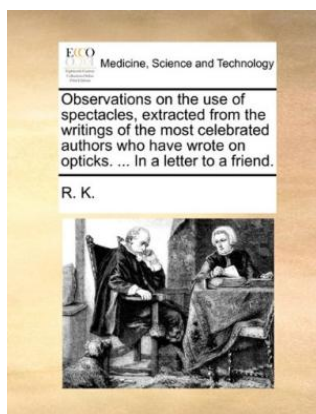 ECCO
Medicine, Science and Technology
Observations on the use of
spectacles, extracted from the
writings of the most celebrated
authors who have wrote on
opticks. ... In a letter to a friend.
R. K.